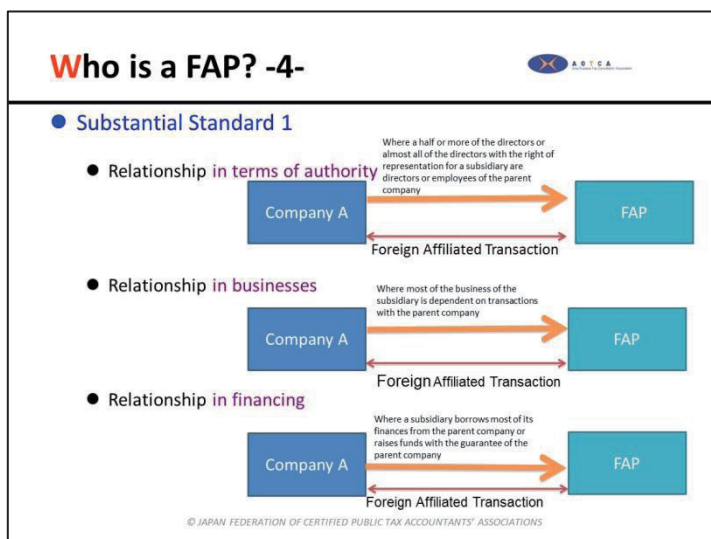 Who is a FAP? -4-
A O T C A
Substantial Standard 1
Relationship in terms of authority
Where a half or more of the directors or
almost all of the directors with the right of
representation for a subsidiary are
directors or employees of the parent
company
Company A
FAP
Foreign Affiliated Transaction
Relationship in businesses
Where most of the business of the
subsidiary is dependent on transactions
with the parent company
Company A
FAP
Foreign Affiliated Transaction
Relationship in financing
Where a subsidiary borrows most of its
finances from the parent company or
raises funds with the guarantee of the
parent company
Company A
FAP
Foreign Affiliated Transaction
© JAPAN FEDERATION OF CERTIFIED PUBLIC TAX ACCOUNTANTS' ASSOCIATIONS